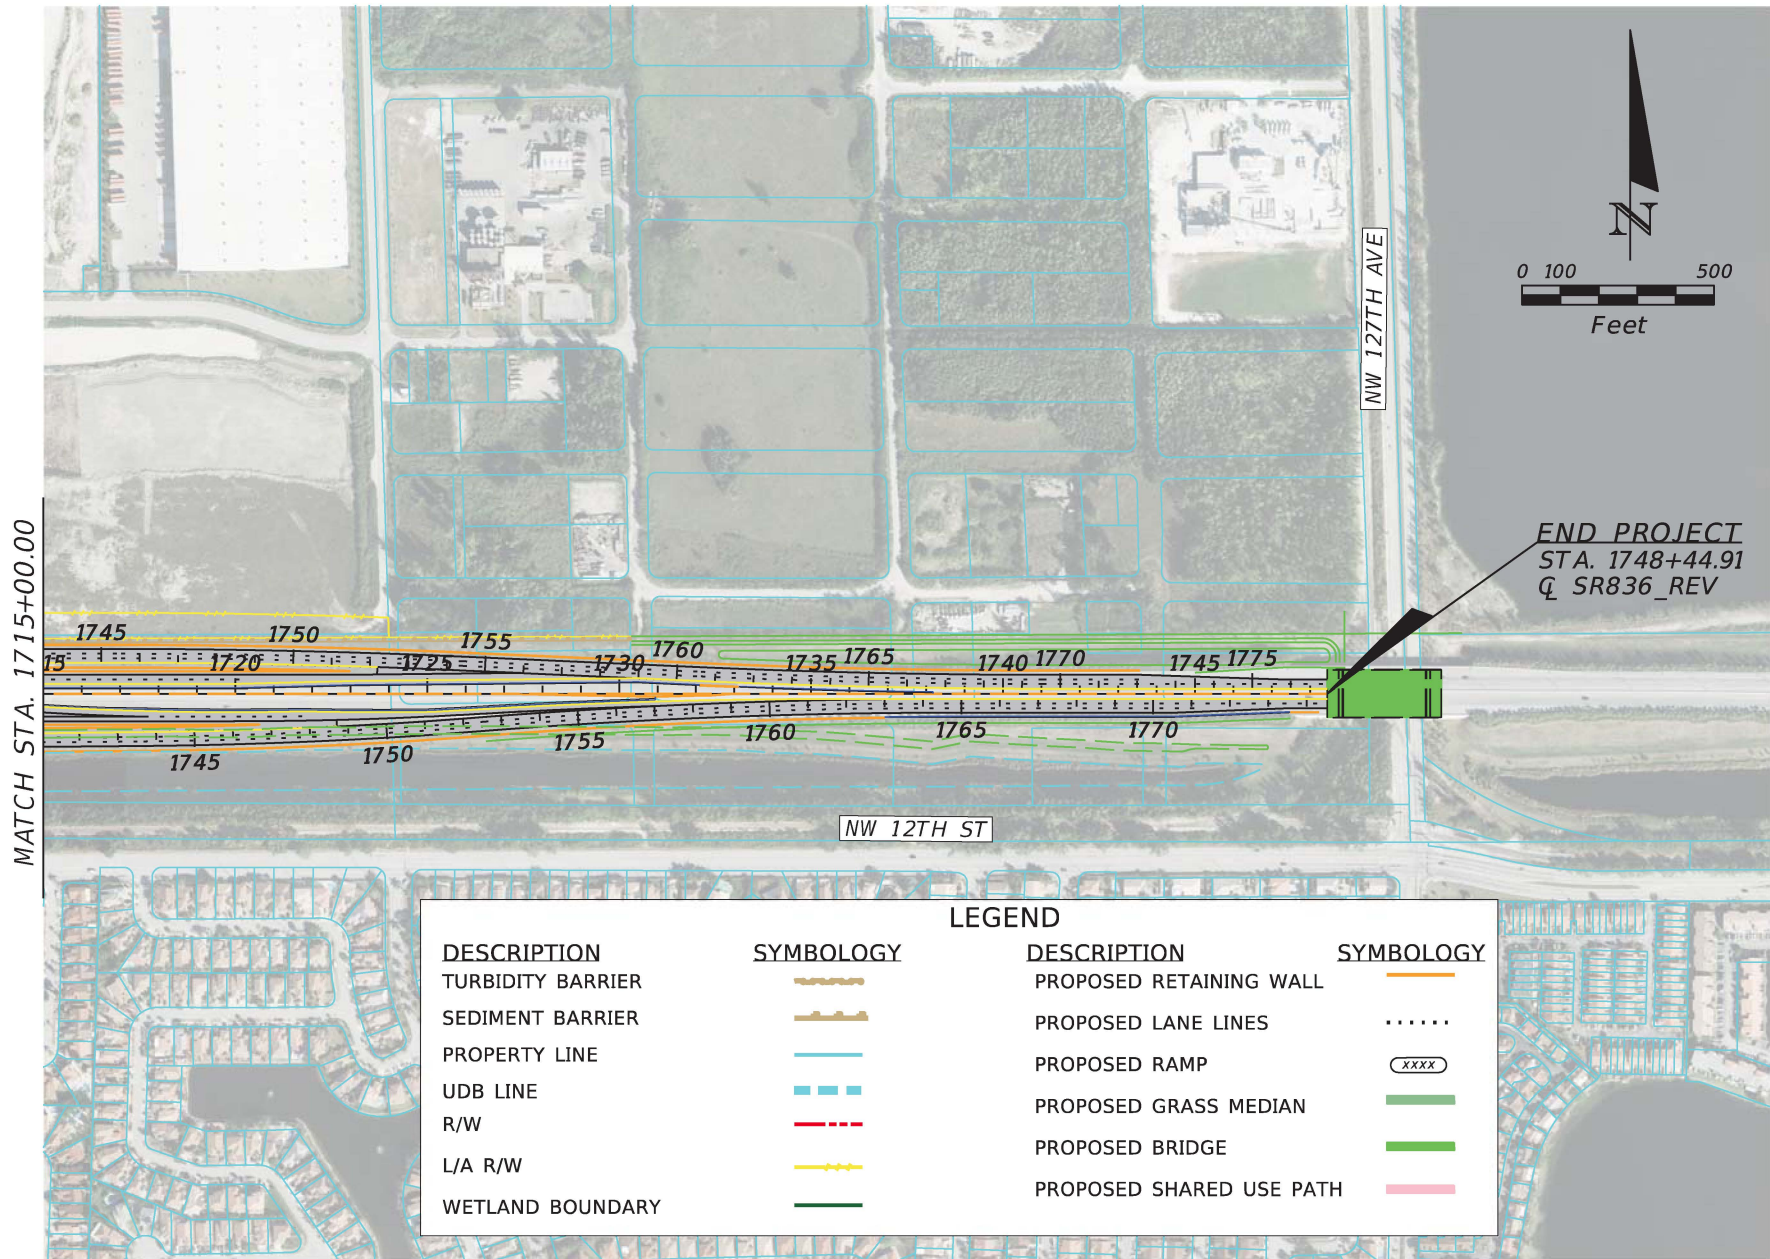 NW 127TH AVE
N
0 100 500
Feet
MATCH STA. 1715+00.00
END PROJECT
STA. 1748+44.91
℄ SR836_REV
1745 1750 1755 1760 1765 1770 1775
15 1720 1725 1730 1735 1740 1745
1745 1750 1755 1760 1765 1770
NW 12TH ST
LEGEND
DESCRIPTION SYMBOLOGY DESCRIPTION SYMBOLOGY
TURBIDITY BARRIER PROPOSED RETAINING WALL
SEDIMENT BARRIER PROPOSED LANE LINES
PROPERTY LINE PROPOSED RAMP XXXX
UDB LINE PROPOSED GRASS MEDIAN
R/W PROPOSED BRIDGE
L/A R/W PROPOSED SHARED USE PATH
WETLAND BOUNDARY